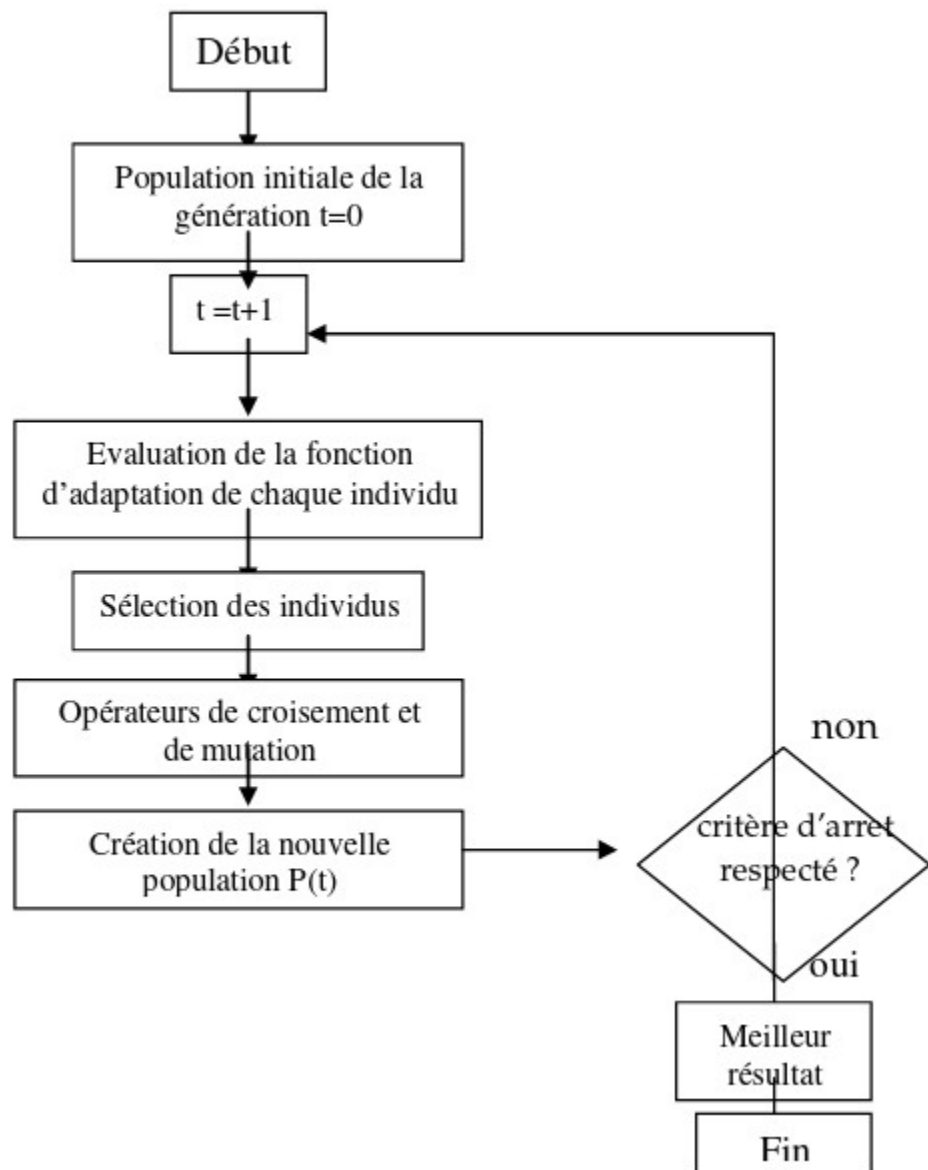 Début
Population initiale de la
génération t=0
t =t+1
Evaluation de la fonction
d’adaptation de chaque individu
Sélection des individus
Opérateurs de croisement et
de mutation
Création de la nouvelle
population P(t)
non
critère d’arrêt
respecté ?
oui
Meilleur
résultat
Fin